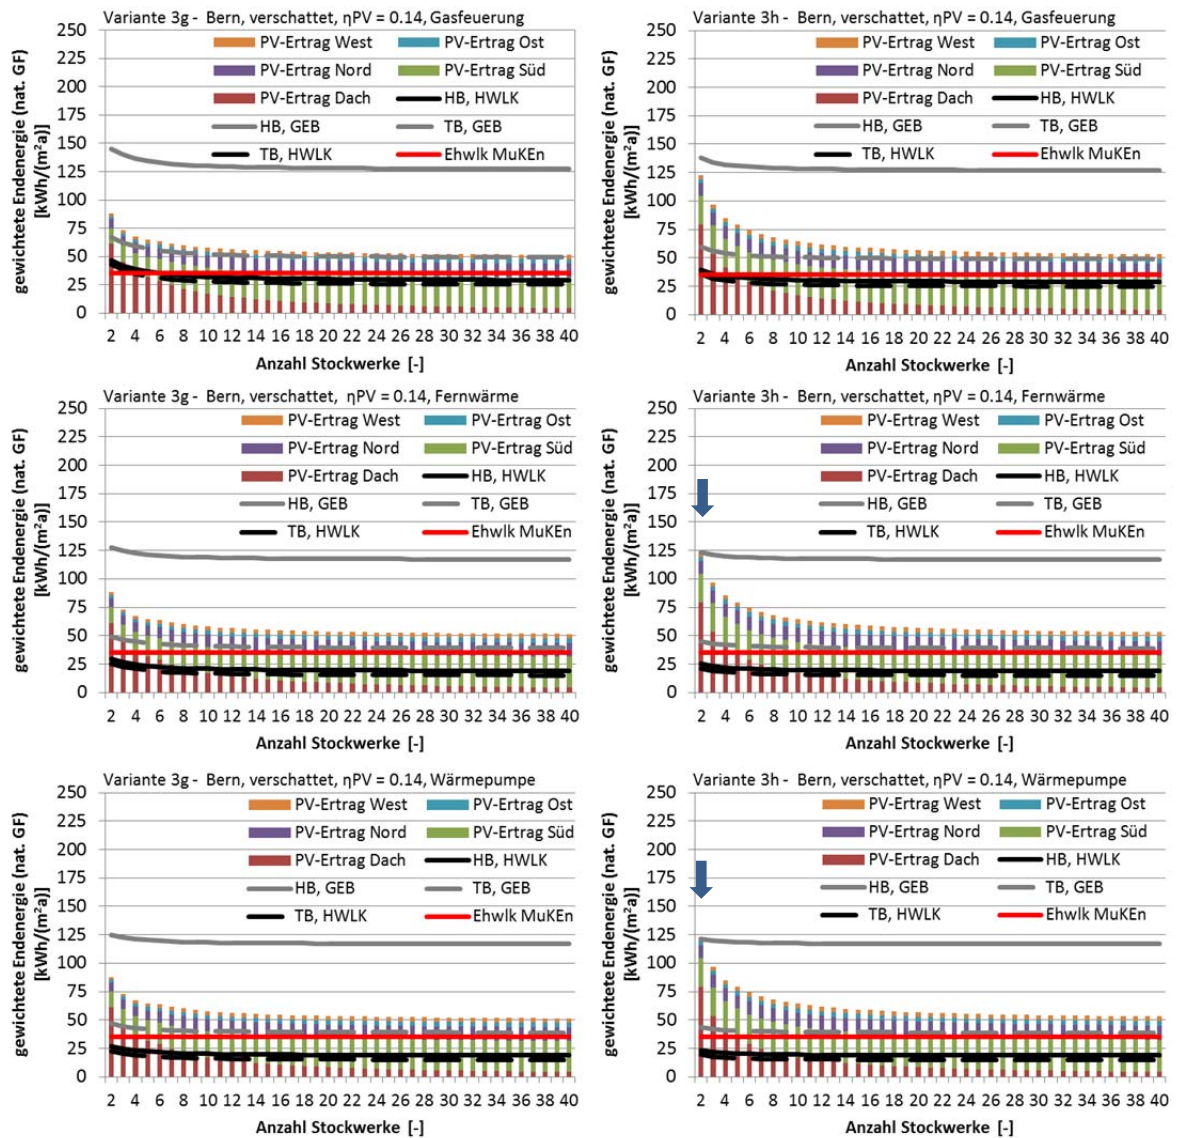 Variante 3g - Bern, verschattet, ηPV = 0.14, Gasfeuerung
gewichtete Endenergie (nat. GF)
[kWh/(m²a)]
250
225
200
175
150
125
100
75
50
25
0
PV-Ertrag West
PV-Ertrag Ost
PV-Ertrag Nord
PV-Ertrag Süd
PV-Ertrag Dach
HB, HWLK
HB, GEB
TB, GEB
TB, HWLK
Ehwlk MuKEn
2 4 6 8 10 12 14 16 18 20 22 24 26 28 30 32 34 36 38 40
Anzahl Stockwerke [-]
Variante 3h - Bern, verschattet, ηPV = 0.14, Gasfeuerung
gewichtete Endenergie (nat. GF)
[kWh/(m²a)]
250
225
200
175
150
125
100
75
50
25
0
PV-Ertrag West
PV-Ertrag Ost
PV-Ertrag Nord
PV-Ertrag Süd
PV-Ertrag Dach
HB, HWLK
HB, GEB
TB, GEB
TB, HWLK
Ehwlk MuKEn
2 4 6 8 10 12 14 16 18 20 22 24 26 28 30 32 34 36 38 40
Anzahl Stockwerke [-]
Variante 3g - Bern, verschattet, ηPV = 0.14, Fernwärme
gewichtete Endenergie (nat. GF)
[kWh/(m²a)]
250
225
200
175
150
125
100
75
50
25
0
PV-Ertrag West
PV-Ertrag Ost
PV-Ertrag Nord
PV-Ertrag Süd
PV-Ertrag Dach
HB, HWLK
HB, GEB
TB, GEB
TB, HWLK
Ehwlk MuKEn
2 4 6 8 10 12 14 16 18 20 22 24 26 28 30 32 34 36 38 40
Anzahl Stockwerke [-]
Variante 3h - Bern, verschattet, ηPV = 0.14, Fernwärme
gewichtete Endenergie (nat. GF)
[kWh/(m²a)]
250
225
200
175
150
125
100
75
50
25
0
PV-Ertrag West
PV-Ertrag Ost
PV-Ertrag Nord
PV-Ertrag Süd
PV-Ertrag Dach
HB, HWLK
HB, GEB
TB, GEB
TB, HWLK
Ehwlk MuKEn
2 4 6 8 10 12 14 16 18 20 22 24 26 28 30 32 34 36 38 40
Anzahl Stockwerke [-]
Variante 3g - Bern, verschattet, ηPV = 0.14, Wärmepumpe
gewichtete Endenergie (nat. GF)
[kWh/(m²a)]
250
225
200
175
150
125
100
75
50
25
0
PV-Ertrag West
PV-Ertrag Ost
PV-Ertrag Nord
PV-Ertrag Süd
PV-Ertrag Dach
HB, HWLK
HB, GEB
TB, GEB
TB, HWLK
Ehwlk MuKEn
2 4 6 8 10 12 14 16 18 20 22 24 26 28 30 32 34 36 38 40
Anzahl Stockwerke [-]
Variante 3h - Bern, verschattet, ηPV = 0.14, Wärmepumpe
gewichtete Endenergie (nat. GF)
[kWh/(m²a)]
250
225
200
175
150
125
100
75
50
25
0
PV-Ertrag West
PV-Ertrag Ost
PV-Ertrag Nord
PV-Ertrag Süd
PV-Ertrag Dach
HB, HWLK
HB, GEB
TB, GEB
TB, HWLK
Ehwlk MuKEn
2 4 6 8 10 12 14 16 18 20 22 24 26 28 30 32 34 36 38 40
Anzahl Stockwerke [-]